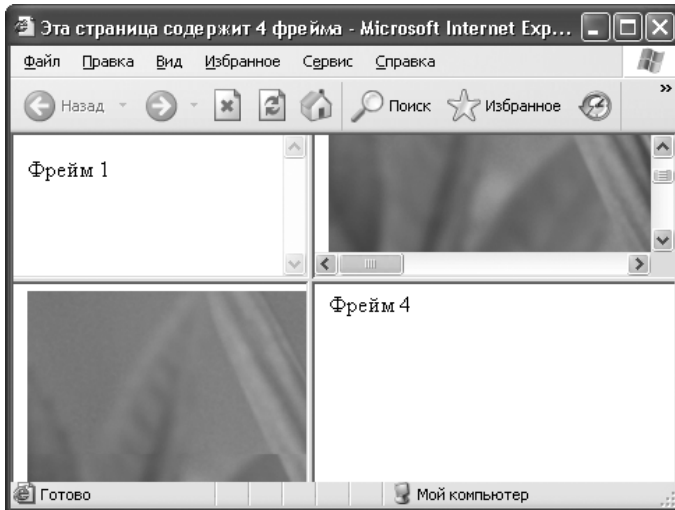 Эта страница содержит 4 фрейма - Microsoft Internet Exp...
Файл Правка Вид Избранное Сервис Справка
Назад Поиск Избранное »
Фрейм 1
Фрейм 4
Готово Мой компьютер